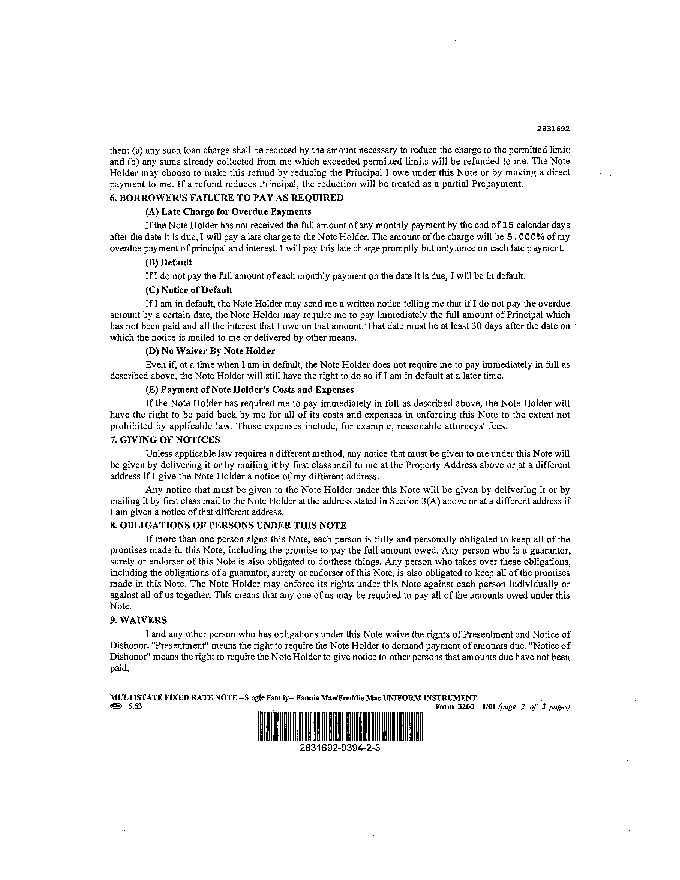 2831692
then: (a) any such loan charge shall be reduced by the amount necessary to reduce the charge to the permitted limit;
and (b) any sums already collected from me which exceeded permitted limits will be refunded to me. The Note
Holder may choose to make this refund by reducing the Principal I owe under this Note or by making a direct
payment to me. If a refund reduces Principal, the reduction will be treated as a partial Prepayment.
6. BORROWER'S FAILURE TO PAY AS REQUIRED
(A) Late Charge for Overdue Payments
If the Note Holder has not received the full amount of any monthly payment by the end of 15 calendar days
after the date it is due, I will pay a late charge to the Note Holder. The amount of the charge will be 5.000% of my
overdue payment of principal and interest. I will pay this late charge promptly but only once on each late payment.
(B) Default
If I do not pay the full amount of each monthly payment on the date it is due, I will be in default.
(C) Notice of Default
If I am in default, the Note Holder may send me a written notice telling me that if I do not pay the overdue
amount by a certain date, the Note Holder may require me to pay immediately the full amount of Principal which
has not been paid and all the interest that I owe on that amount. That date must be at least 30 days after the date on
which the notice is mailed to me or delivered by other means.
(D) No Waiver By Note Holder
Even if, at a time when I am in default, the Note Holder does not require me to pay immediately in full as
described above, the Note Holder will still have the right to do so if I am in default at a later time.
(E) Payment of Note Holder's Costs and Expenses
If the Note Holder has required me to pay immediately in full as described above, the Note Holder will
have the right to be paid back by me for all of its costs and expenses in enforcing this Note to the extent not
prohibited by applicable law. Those expenses include, for example, reasonable attorneys' fees.
7. GIVING OF NOTICES
Unless applicable law requires a different method, any notice that must be given to me under this Note will
be given by delivering it or by mailing it by first class mail to me at the Property Address above or at a different
address if I give the Note Holder a notice of my different address.
Any notice that must be given to the Note Holder under this Note will be given by delivering it or by
mailing it by first class mail to the Note Holder at the address stated in Section 3(A) above or at a different address if
I am given a notice of that different address.
8. OBLIGATIONS OF PERSONS UNDER THIS NOTE
If more than one person signs this Note, each person is fully and personally obligated to keep all of the
promises made in this Note, including the promise to pay the full amount owed. Any person who is a guarantor,
surety or endorser of this Note is also obligated to do these things. Any person who takes over these obligations,
including the obligations of a guarantor, surety or endorser of this Note, is also obligated to keep all of the promises
made in this Note. The Note Holder may enforce its rights under this Note against each person individually or
against all of us together. This means that any one of us may be required to pay all of the amounts owed under this
Note.
9. WAIVERS
I and any other person who has obligations under this Note waive the rights of Presentment and Notice of
Dishonor. "Presentment" means the right to require the Note Holder to demand payment of amounts due. "Notice of
Dishonor" means the right to require the Note Holder to give notice to other persons that amounts due have not been
paid.
MULTISTATE FIXED RATE NOTE--Single Family--Fannie Mae/Freddie Mac UNIFORM INSTRUMENT
Form 3200 1/01 (page 2 of 3 pages)
2831692-0394-2-3